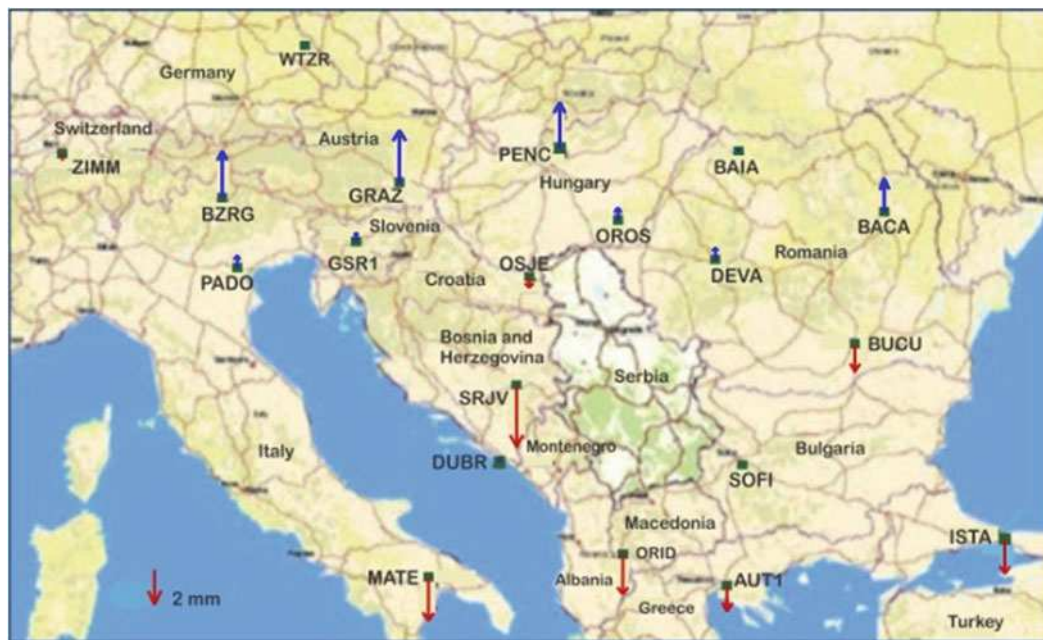 WTZR
Germany
Switzerland
ZIMM
Austria
PENC
BAIA
BZRG
GRAZ
Hungary
BACA
Slovenia
OROS
GSR1
Romania
PADO
OSJE
DEVA
Croatia
Bosnia and
Herzegovina
BUCU
Serbia
SRJV
Italy
Montenegro
Bulgaria
DUBR
SOFI
Macedonia
ISTA
ORID
MATE
Albania
AUT1
2 mm
Greece
Turkey